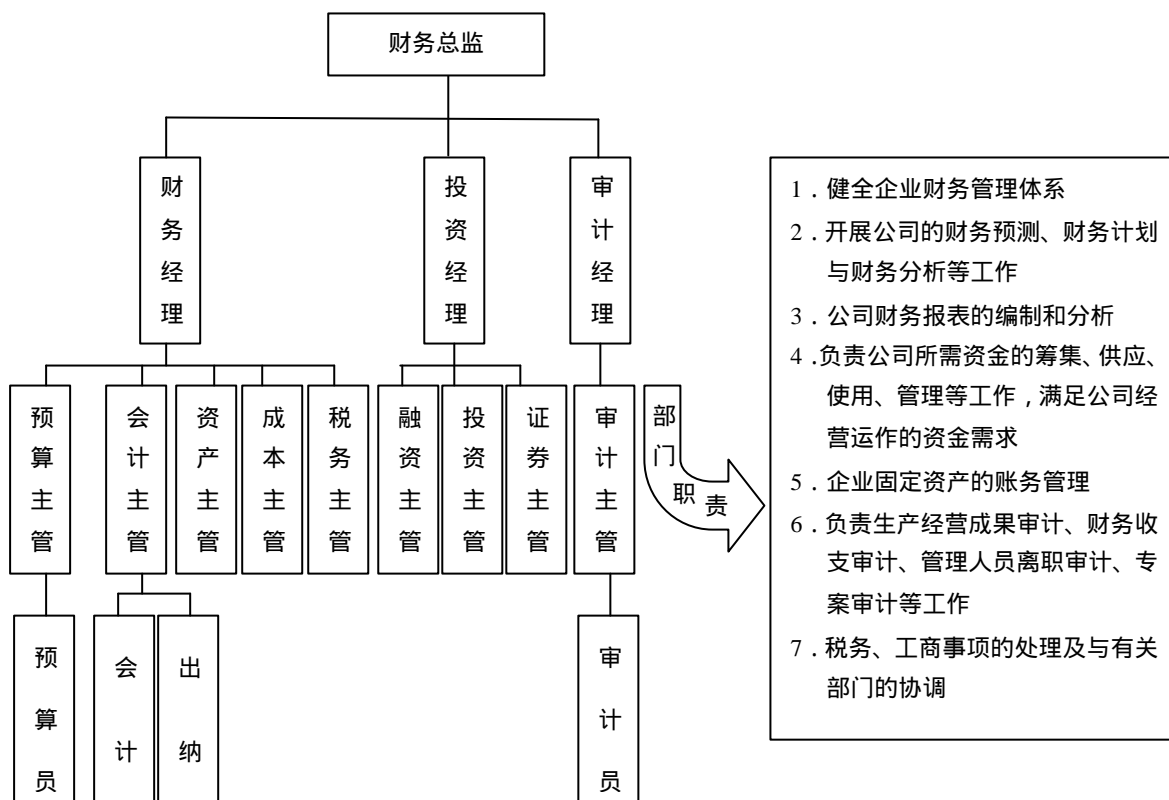 财务总监
财务经理
投资经理
审计经理
预算主管
会计主管
资产主管
成本主管
税务主管
融资主管
投资主管
证券主管
审计主管
预算员
会计
出纳
审计员
部门职责
1．健全企业财务管理体系
2．开展公司的财务预测、财务计划
与财务分析等工作
3．公司财务报表的编制和分析
4．负责公司所需资金的筹集、供应、
使用、管理等工作，满足公司经
营运作的资金需求
5．企业固定资产的账务管理
6．负责生产经营成果审计、财务收
支审计、管理人员离职审计、专
案审计等工作
7．税务、工商事项的处理及与有关
部门的协调